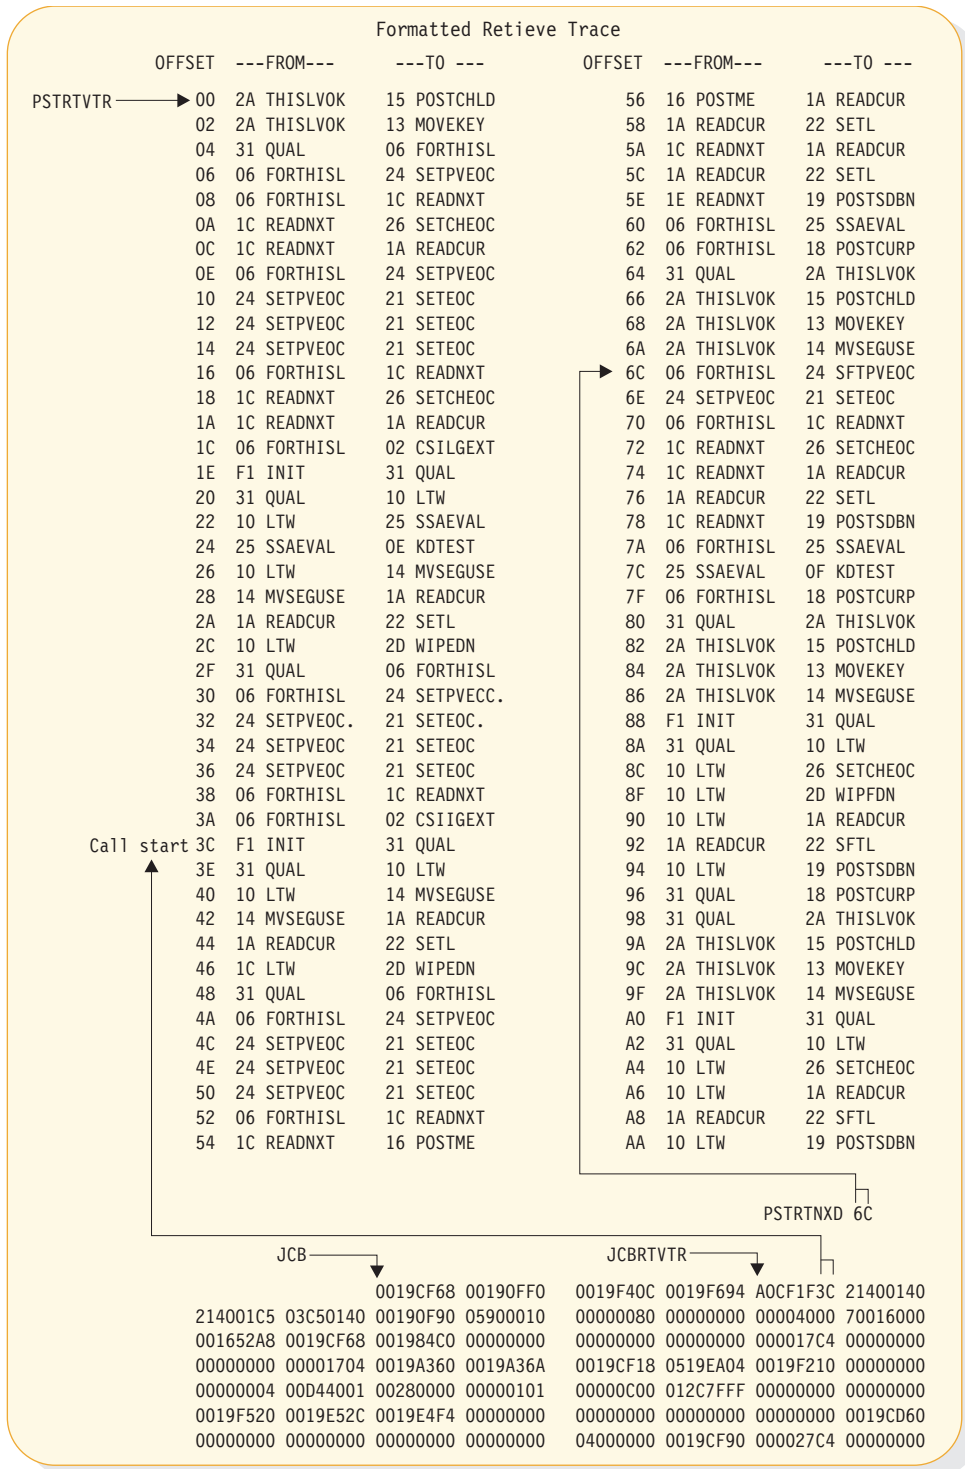 Formatted Retieve Trace
OFFSET ---FROM--- ---TO --- OFFSET ---FROM--- ---TO ---
PSTRTVTR 00 2A THISLVOK 15 POSTCHLD 56 16 POSTME 1A READCUR
02 2A THISLVOK 13 MOVEKEY 58 1A READCUR 22 SETL
04 31 QUAL 06 FORTHISL 5A 1C READNXT 1A READCUR
06 06 FORTHISL 24 SETPVEOC 5C 1A READCUR 22 SETL
08 06 FORTHISL 1C READNXT 5E 1E READNXT 19 POSTSDBN
0A 1C READNXT 26 SETCHEOC 60 06 FORTHISL 25 SSAEVAL
0C 1C READNXT 1A READCUR 62 06 FORTHISL 18 POSTCURP
0E 06 FORTHISL 24 SETPVEOC 64 31 QUAL 2A THISLVOK
10 24 SETPVEOC 21 SETEOC 66 2A THISLVOK 15 POSTCHLD
12 24 SETPVEOC 21 SETEOC 68 2A THISLVOK 13 MOVEKEY
14 24 SETPVEOC 21 SETEOC 6A 2A THISLVOK 14 MVSEGUSE
16 06 FORTHISL 1C READNXT 6C 06 FORTHISL 24 SFTPVEOC
18 1C READNXT 26 SETCHEOC 6E 24 SETPVEOC 21 SETEOC
1A 1C READNXT 1A READCUR 70 06 FORTHISL 1C READNXT
1C 06 FORTHISL 02 CSILGEXT 72 1C READNXT 26 SETCHEOC
1E F1 INIT 31 QUAL 74 1C READNXT 1A READCUR
20 31 QUAL 10 LTW 76 1A READCUR 22 SETL
22 10 LTW 25 SSAEVAL 78 1C READNXT 19 POSTSDBN
24 25 SSAEVAL 0E KDTEST 7A 06 FORTHISL 25 SSAEVAL
26 10 LTW 14 MVSEGUSE 7C 25 SSAEVAL 0F KDTEST
28 14 MVSEGUSE 1A READCUR 7F 06 FORTHISL 18 POSTCURP
2A 1A READCUR 22 SETL 80 31 QUAL 2A THISLVOK
2C 10 LTW 2D WIPEDN 82 2A THISLVOK 15 POSTCHLD
2F 31 QUAL 06 FORTHISL 84 2A THISLVOK 13 MOVEKEY
30 06 FORTHISL 24 SETPVECC. 86 2A THISLVOK 14 MVSEGUSE
32 24 SETPVEOC. 21 SETEOC. 88 F1 INIT 31 QUAL
34 24 SETPVEOC 21 SETEOC 8A 31 QUAL 10 LTW
36 24 SETPVEOC 21 SETEOC 8C 10 LTW 26 SETCHEOC
38 06 FORTHISL 1C READNXT 8F 10 LTW 2D WIPFDN
3A 06 FORTHISL 02 CSIIGEXT 90 10 LTW 1A READCUR
Call start 3C F1 INIT 31 QUAL 92 1A READCUR 22 SFTL
3E 31 QUAL 10 LTW 94 10 LTW 19 POSTSDBN
40 10 LTW 14 MVSEGUSE 96 31 QUAL 18 POSTCURP
42 14 MVSEGUSE 1A READCUR 98 31 QUAL 2A THISLVOK
44 1A READCUR 22 SETL 9A 2A THISLVOK 15 POSTCHLD
46 1C LTW 2D WIPEDN 9C 2A THISLVOK 13 MOVEKEY
48 31 QUAL 06 FORTHISL 9F 2A THISLVOK 14 MVSEGUSE
4A 06 FORTHISL 24 SETPVEOC A0 F1 INIT 31 QUAL
4C 24 SETPVEOC 21 SETEOC A2 31 QUAL 10 LTW
4E 24 SETPVEOC 21 SETEOC A4 10 LTW 26 SETCHEOC
50 24 SETPVEOC 21 SETEOC A6 10 LTW 1A READCUR
52 06 FORTHISL 1C READNXT A8 1A READCUR 22 SFTL
54 1C READNXT 16 POSTME AA 10 LTW 19 POSTSDBN
PSTRTNXD 6C
JCB JCBRTVTR
0019CF68 00190FF0 0019F40C 0019F694 A0CF1F3C 21400140
214001C5 03C50140 00190F90 05900010 00000080 00000000 00004000 70016000
001652A8 0019CF68 001984C0 00000000 00000000 00000000 000017C4 00000000
00000000 00001704 0019A360 0019A36A 0019CF18 0519EA04 0019F210 00000000
00000004 00D44001 00280000 00000101 00000C00 012C7FFF 00000000 00000000
0019F520 0019E52C 0019E4F4 00000000 00000000 00000000 00000000 0019CD60
00000000 00000000 00000000 00000000 04000000 0019CF90 000027C4 00000000